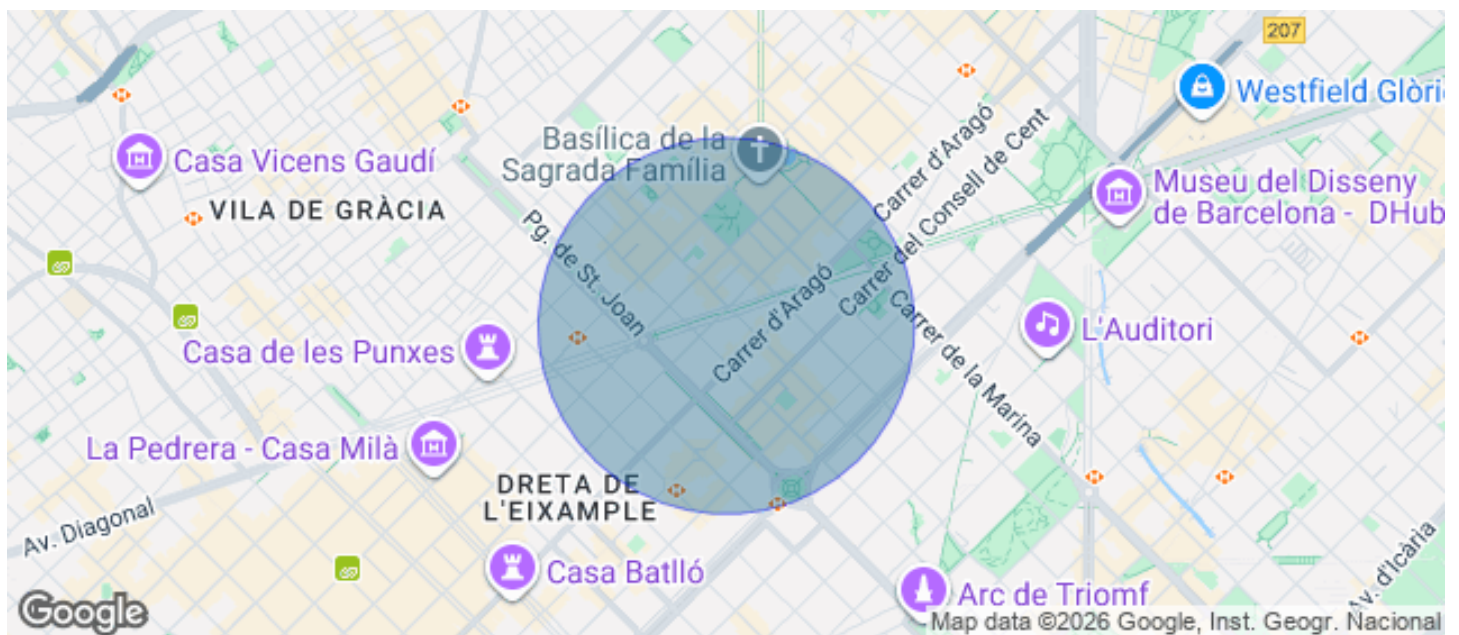 207
Westfield Glòri
Basílica de la
Sagrada Família
Carrer d'Aragó
Carrer del Consell de Cent
Casa Vicens Gaudí
Museu del Disseny
de Barcelona - DHub
VILA DE GRÀCIA
Pg. de St. Joan
Carrer d'Aragó
Carrer de la Marina
L'Auditori
Casa de les Punxes
La Pedrera - Casa Milà
DRETA DE
L'EIXAMPLE
Av. Diagonal
Av. d'Icària
Casa Batlló
Arc de Triomf
Google
Map data ©2026 Google, Inst. Geogr. Nacional